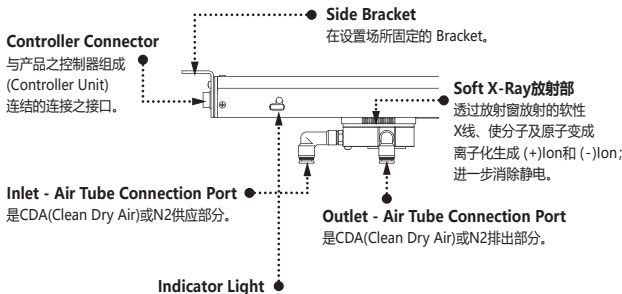 Side Bracket
在设置场所固定的 Bracket。
Controller Connector
与产品之控制器组成
(Controller Unit)
连结的连接之接口。
Soft X-Ray放射部
透过放射窗放射的软性
X线、使分子及原子变成
离子化生成 (+)Ion和 (-)Ion；
进一步消除静电。
Inlet - Air Tube Connection Port
是CDA(Clean Dry Air)或N2供应部分。
Outlet - Air Tube Connection Port
是CDA(Clean Dry Air)或N2排出部分。
Indicator Light